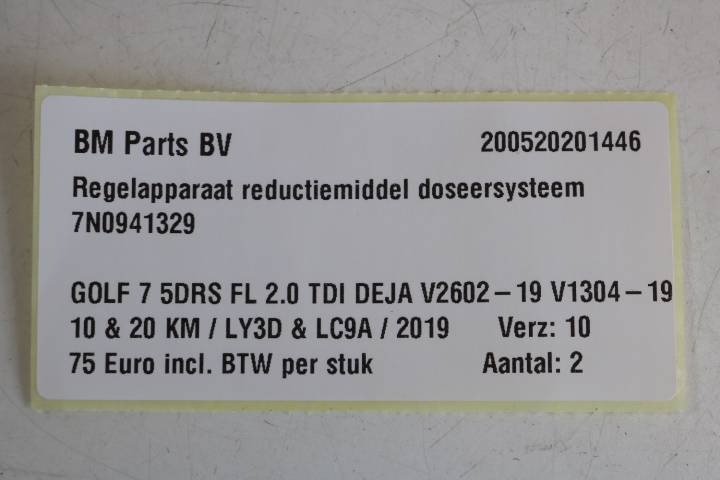 BM Parts BV 200520201446
Regelapparaat reductiemiddel doseersysteem
7N0941329
GOLF 7 5DRS FL 2.0 TDI DEJA V2602-19 V1304-19
10 & 20 KM / LY3D & LC9A / 2019 Verz: 10
75 Euro incl. BTW per stuk Aantal: 2